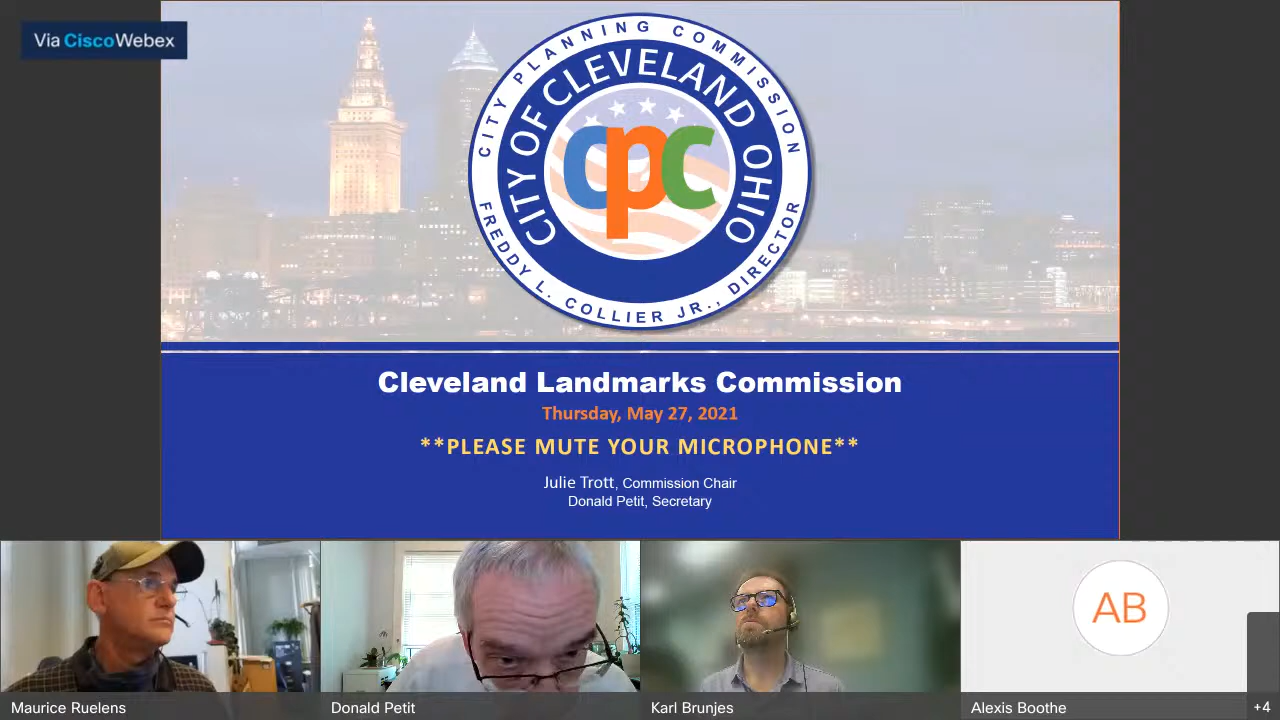 Via Cisco Webex
CITY PLANNING COMMISSION
CITY OF CLEVELAND OHIO
cpc
FREDDY L. COLLIER JR., DIRECTOR
Cleveland Landmarks Commission
Thursday, May 27, 2021
**PLEASE MUTE YOUR MICROPHONE**
Julie Trott, Commission Chair
Donald Petit, Secretary
AB
Maurice Ruelens
Donald Petit
Karl Brunjes
Alexis Boothe
+4